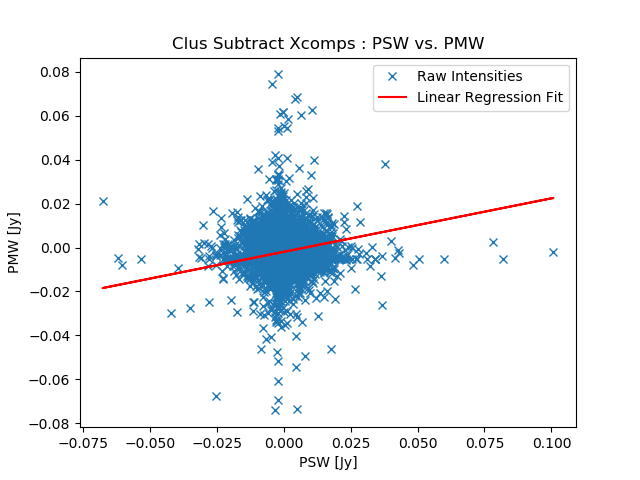 Clus Subtract Xcomps : PSW vs. PMW
Raw Intensities
Linear Regression Fit
PMW [Jy]
0.08
0.06
0.04
0.02
0.00
−0.02
−0.04
−0.06
−0.08
−0.075 −0.050 −0.025 0.000 0.025 0.050 0.075 0.100
PSW [Jy]